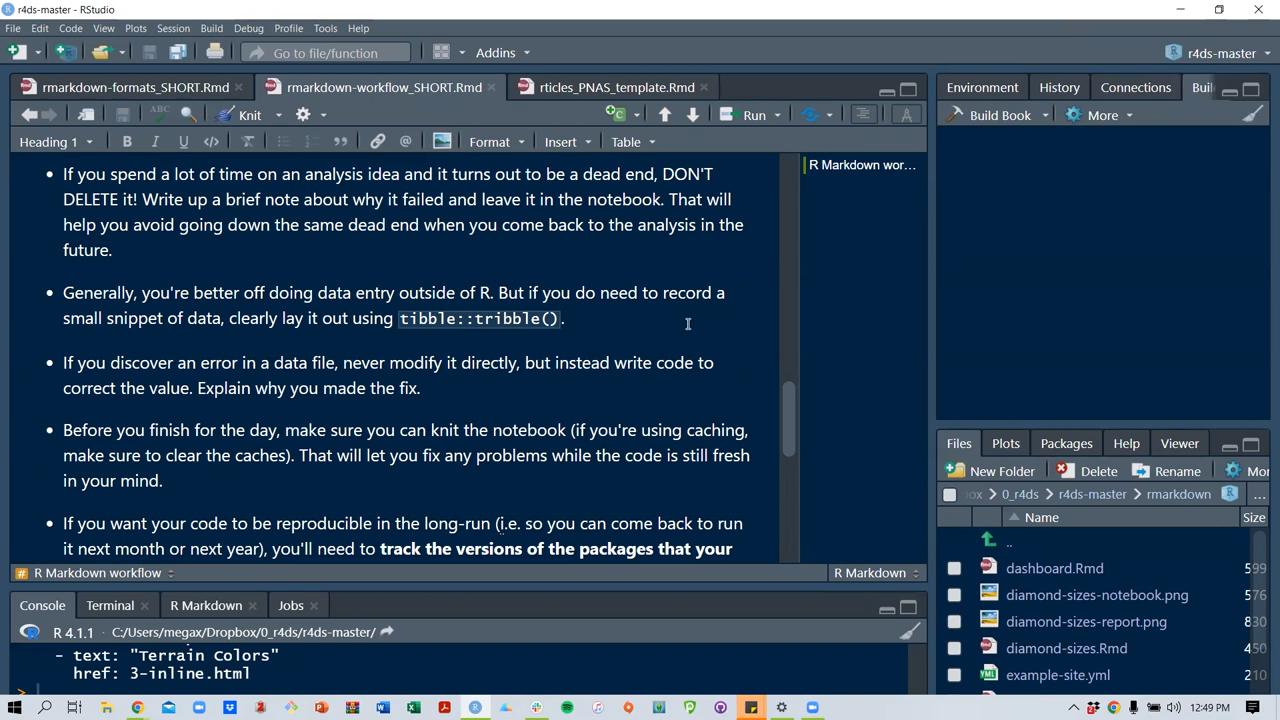 r4ds-master - RStudio
File Edit Code View Plots Session Build Debug Profile Tools Help
Go to file/function Addins r4ds-master
rmarkdown-formats_SHORT.Rmd rmarkdown-workflow_SHORT.Rmd rticles_PNAS_template.Rmd
ABC Knit Run
Heading 1 B I U </> @ Format Insert Table
If you spend a lot of time on an analysis idea and it turns out to be a dead end, DON'T
DELETE it! Write up a brief note about why it failed and leave it in the notebook. That will
help you avoid going down the same dead end when you come back to the analysis in the
future.
Generally, you're better off doing data entry outside of R. But if you do need to record a
small snippet of data, clearly lay it out using tibble::tribble().
If you discover an error in a data file, never modify it directly, but instead write code to
correct the value. Explain why you made the fix.
Before you finish for the day, make sure you can knit the notebook (if you're using caching,
make sure to clear the caches). That will let you fix any problems while the code is still fresh
in your mind.
If you want your code to be reproducible in the long-run (i.e. so you can come back to run
it next month or next year), you'll need to track the versions of the packages that your
R Markdown wor...
# R Markdown workflow R Markdown
Console Terminal R Markdown Jobs
R 4.1.1 · C:/Users/megax/Dropbox/0_r4ds/r4ds-master/
- text: "Terrain Colors"
href: 3-inline.html
>
Environment History Connections Build
Build Book More
Files Plots Packages Help Viewer
New Folder Delete Rename Mor
ox 0_r4ds r4ds-master rmarkdown ...
Name Size
..
dashboard.Rmd 599
diamond-sizes-notebook.png 576
diamond-sizes-report.png 830
diamond-sizes.Rmd 450
example-site.yml 210
12:49 PM